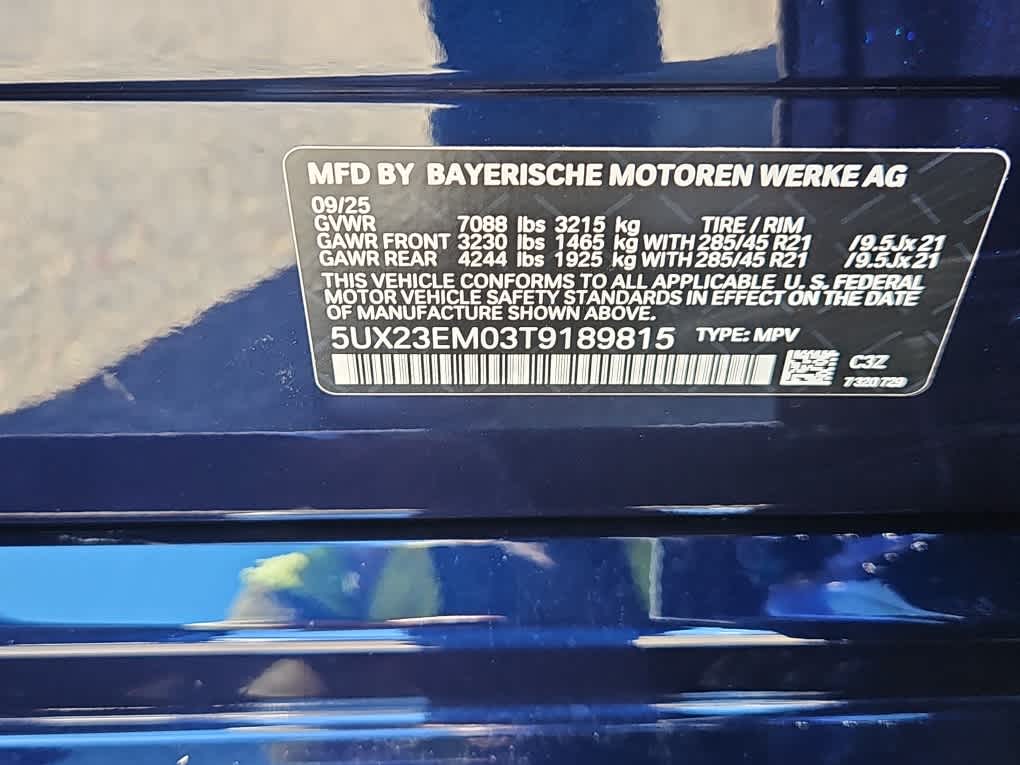 MFD BY BAYERISCHE MOTOREN WERKE AG
09/25
GVWR 7088 lbs 3215 kg TIRE / RIM
GAWR FRONT 3230 lbs 1465 kg WITH 285/45 R21 /9.5Jx21
GAWR REAR 4244 lbs 1925 kg WITH 285/45 R21 /9.5Jx21
THIS VEHICLE CONFORMS TO ALL APPLICABLE U. S. FEDERAL
MOTOR VEHICLE SAFETY STANDARDS IN EFFECT ON THE DATE
OF MANUFACTURE SHOWN ABOVE.
5UX23EM03T9189815 TYPE: MPV
C3Z
7320729